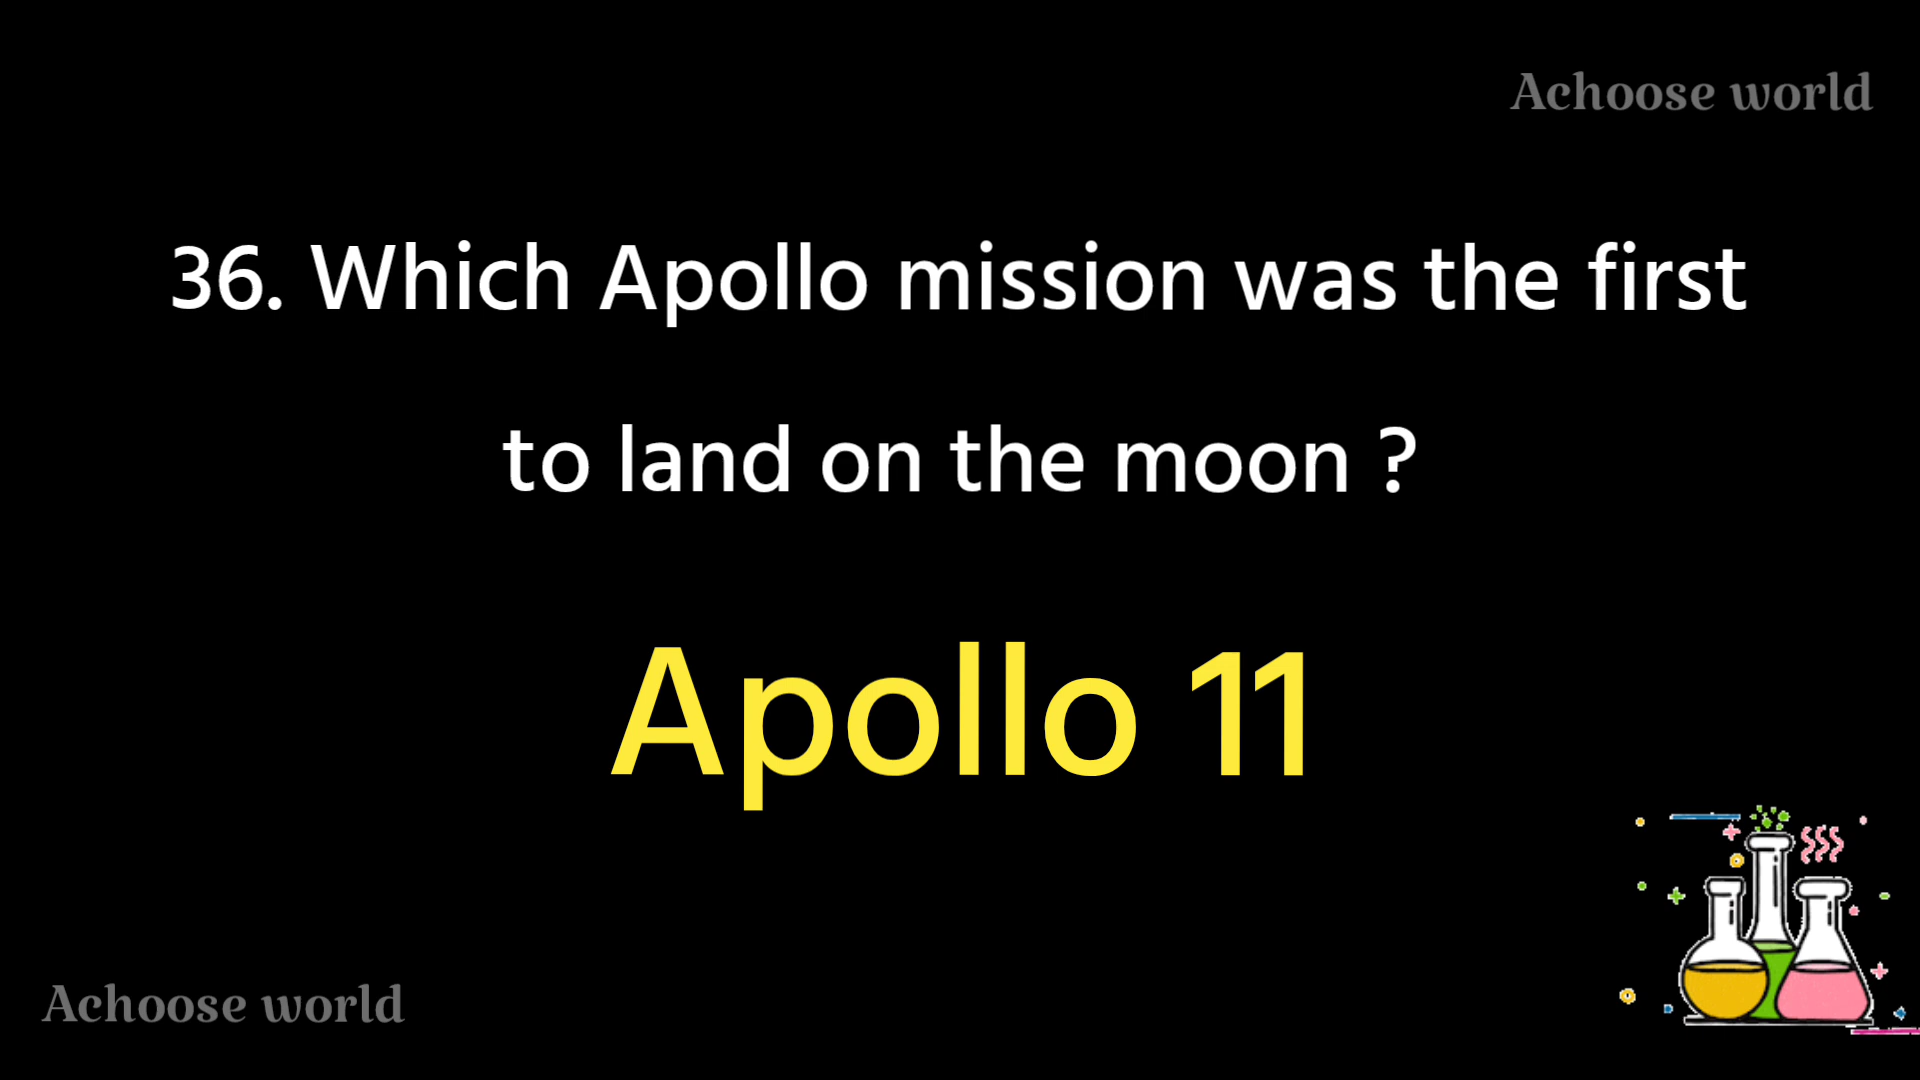 Achoose world
36. Which Apollo mission was the first
to land on the moon ?
Apollo 11
Achoose world